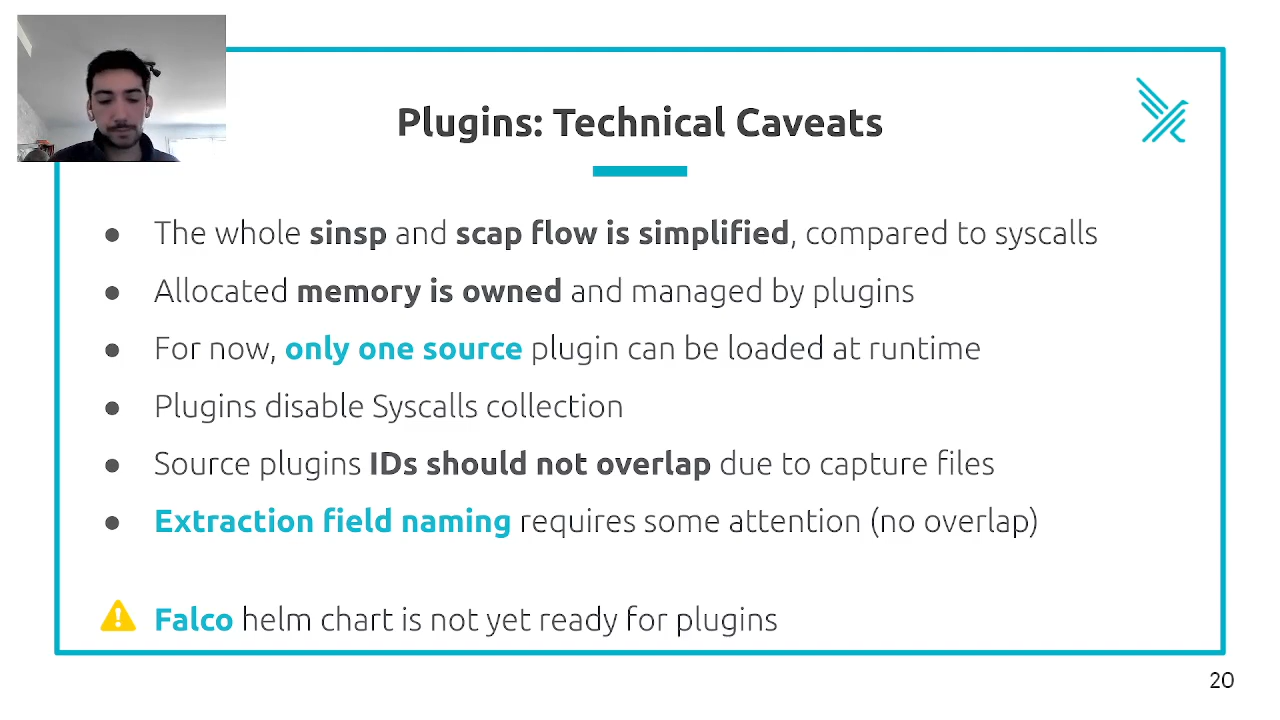 Plugins: Technical Caveats
● The whole sinsp and scap flow is simplified, compared to syscalls
● Allocated memory is owned and managed by plugins
● For now, only one source plugin can be loaded at runtime
● Plugins disable Syscalls collection
● Source plugins IDs should not overlap due to capture files
● Extraction field naming requires some attention (no overlap)
Falco helm chart is not yet ready for plugins
20